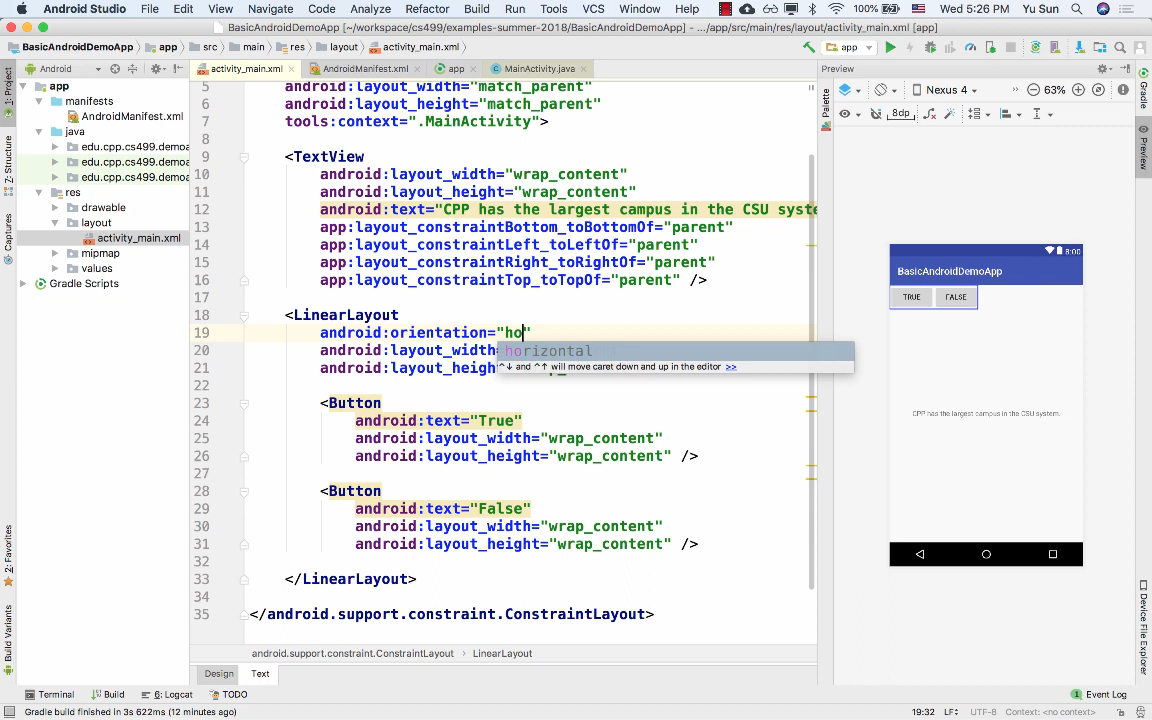 Android Studio File Edit View Navigate Code Analyze Refactor Build Run Tools VCS Window Help 100% Wed 5:26 PM Yu Sun
BasicAndroidDemoApp [~/workspace/cs499/examples-summer-2018/BasicAndroidDemoApp] - .../app/src/main/res/layout/activity_main.xml [app]
BasicAndroidDemoApp app src main res layout activity_main.xml app
Android activity_main.xml AndroidManifest.xml app MainActivity.java Preview
1: Project
7: Structure
Captures
2: Favorites
Build Variants
app
manifests
AndroidManifest.xml
java
edu.cpp.cs499.demoa
edu.cpp.cs499.demoa
edu.cpp.cs499.demoa
res
drawable
layout
activity_main.xml
mipmap
values
Gradle Scripts
5 android:layout_width="match_parent"
6 android:layout_height="match_parent"
7 tools:context=".MainActivity">
8
9 <TextView
10 android:layout_width="wrap_content"
11 android:layout_height="wrap_content"
12 android:text="CPP has the largest campus in the CSU syste
13 app:layout_constraintBottom_toBottomOf="parent"
14 app:layout_constraintLeft_toLeftOf="parent"
15 app:layout_constraintRight_toRightOf="parent"
16 app:layout_constraintTop_toTopOf="parent" />
17
18 <LinearLayout
19 android:orientation="ho"
20 android:layout_width=
horizontal
21 android:layout_heigh
^↓ and ^↑ will move caret down and up in the editor >>
22
23 <Button
24 android:text="True"
25 android:layout_width="wrap_content"
26 android:layout_height="wrap_content" />
27
28 <Button
29 android:text="False"
30 android:layout_width="wrap_content"
31 android:layout_height="wrap_content" />
32
33 </LinearLayout>
34
35 </android.support.constraint.ConstraintLayout>
android.support.constraint.ConstraintLayout LinearLayout
Design Text
Palette
Nexus 4 63%
8dp
8:00
BasicAndroidDemoApp
TRUE FALSE
CPP has the largest campus in the CSU system.
Gradle
Preview
Device File Explorer
Terminal Build 6: Logcat TODO 1 Event Log
Gradle build finished in 3s 622ms (12 minutes ago) 19:32 LF UTF-8 Context: <no context>